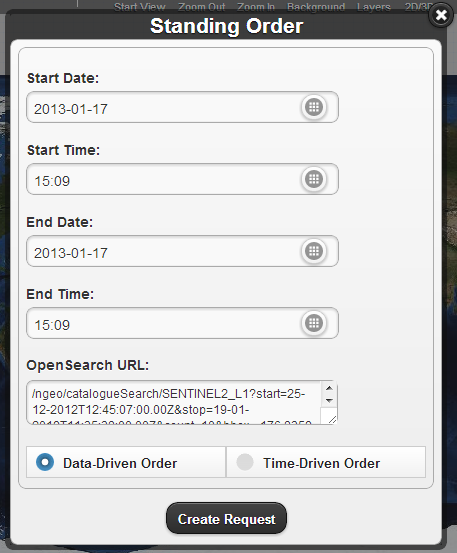 Start View Zoom Out Zoom In Background Layers 2D/3D
Standing Order
Start Date:
2013-01-17
Start Time:
15:09
End Date:
2013-01-17
End Time:
15:09
OpenSearch URL:
/ngeo/catalogueSearch/SENTINEL2_L1?start=25-
12-2012T12:45:07:00.00Z&stop=19-01-
Data-Driven Order
Time-Driven Order
Create Request